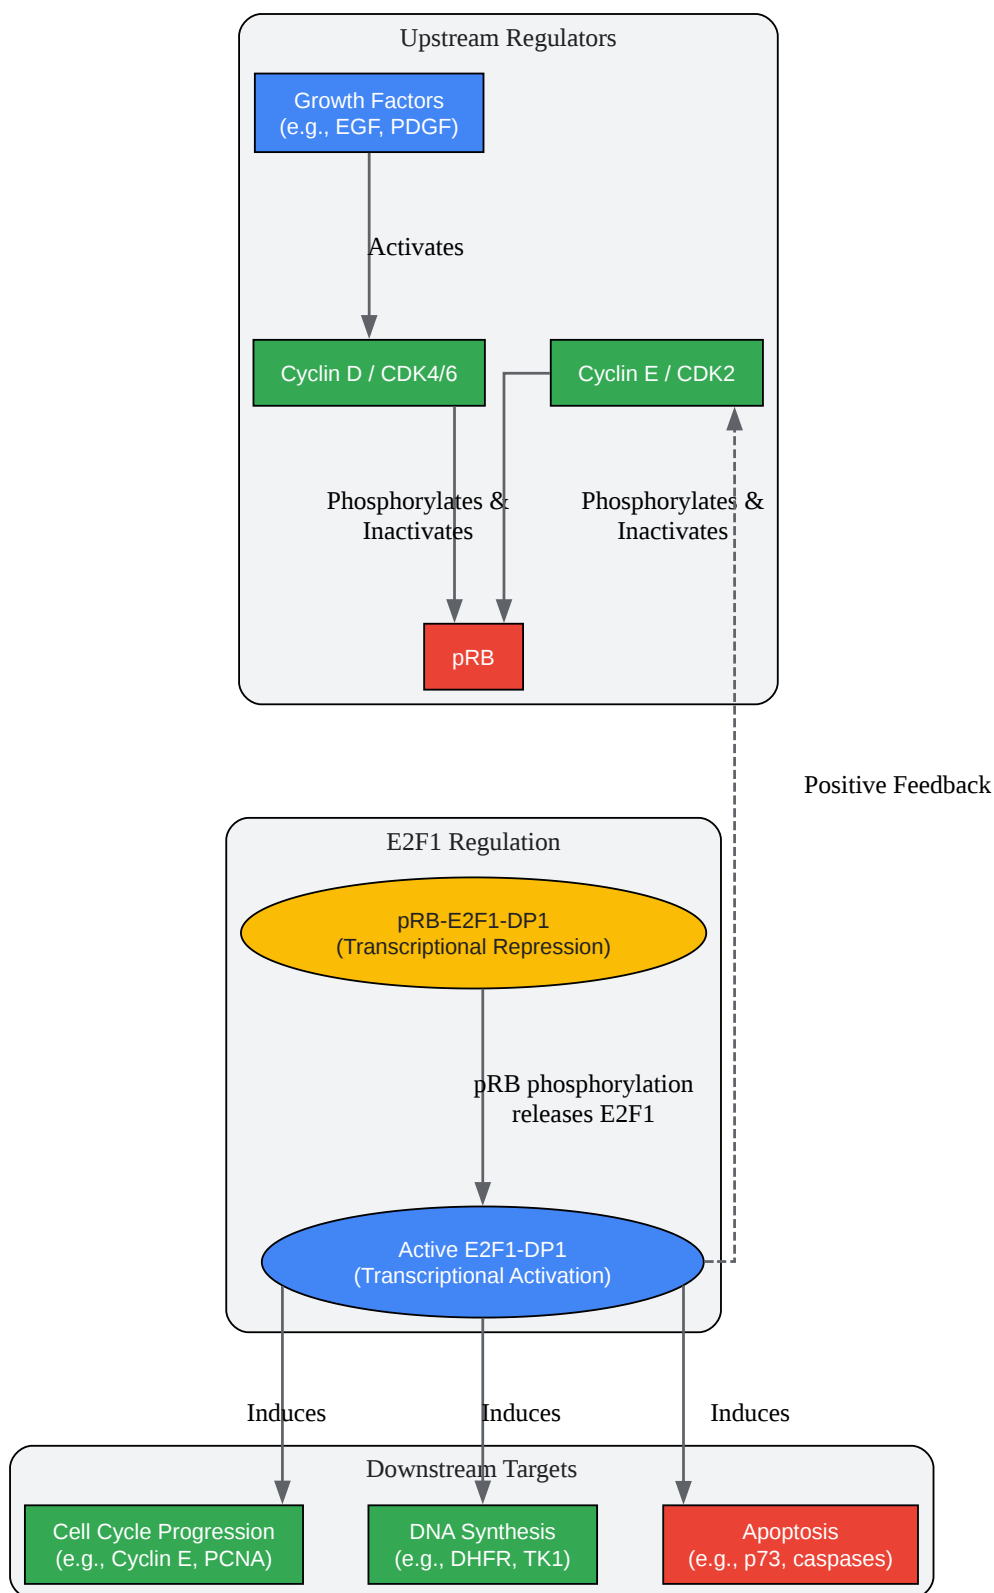 Upstream Regulators
Growth Factors
(e.g., EGF, PDGF)
Activates
Cyclin D / CDK4/6
Cyclin E / CDK2
Phosphorylates &
Inactivates
Phosphorylates &
Inactivates
pRB
Positive Feedback
E2F1 Regulation
pRB-E2F1-DP1
(Transcriptional Repression)
pRB phosphorylation
releases E2F1
Active E2F1-DP1
(Transcriptional Activation)
Induces
Induces
Induces
Downstream Targets
Cell Cycle Progression
(e.g., Cyclin E, PCNA)
DNA Synthesis
(e.g., DHFR, TK1)
Apoptosis
(e.g., p73, caspases)